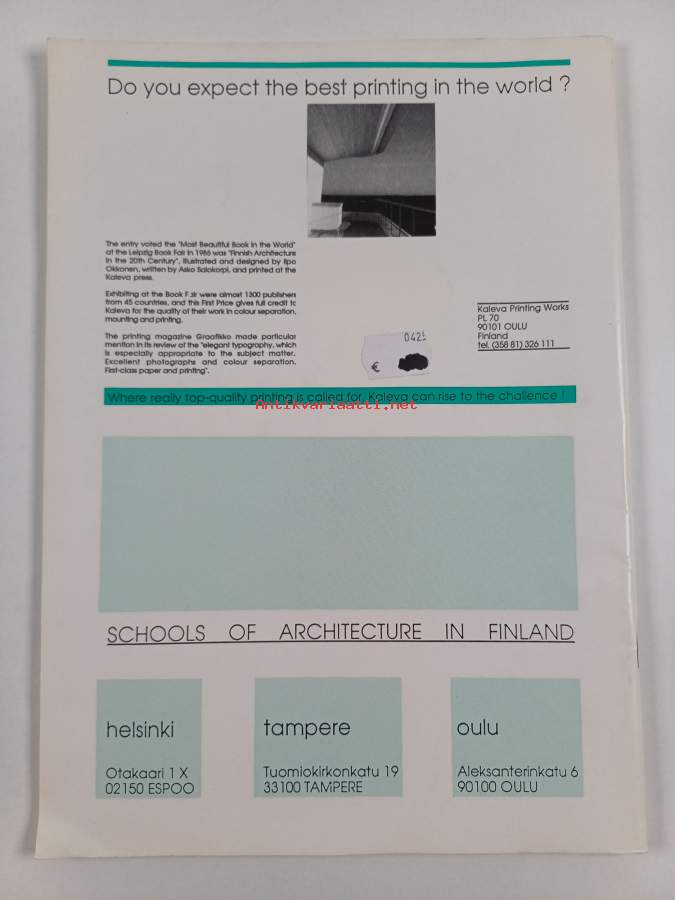 Do you expect the best printing in the world ?
The entry voted the "Most Beautiful Book in the World"
at the Leipzig Book Fair in 1986 was "Finnish Architecture
in the 20th Century", illustrated and designed by Ilpo
Okkonen, written by Asko Salokorpi, and printed at the
Kaleva press.
Exhibiting at the Book Fair were almost 1300 publishers
from 45 countries, and this First Price gives full credit to
Kaleva for the quality of their work in colour separation,
mounting and printing.
The printing magazine Graafikko made particular
mention in its review of the "elegant typography, which
is especially appropriate to the subject matter.
Excellent photographs and colour separation.
First-class paper and printing".
Kaleva Printing Works
PL 70
90101 OULU
Finland
tel. (358 81) 326 111
€
Where really top-quality printing is called for, Kaleva can rise to the challence !
Antikvariaatti.net
SCHOOLS OF ARCHITECTURE IN FINLAND
helsinki
Otakaari 1 X
02150 ESPOO
tampere
Tuomiokirkonkatu 19
33100 TAMPERE
oulu
Aleksanterinkatu 6
90100 OULU